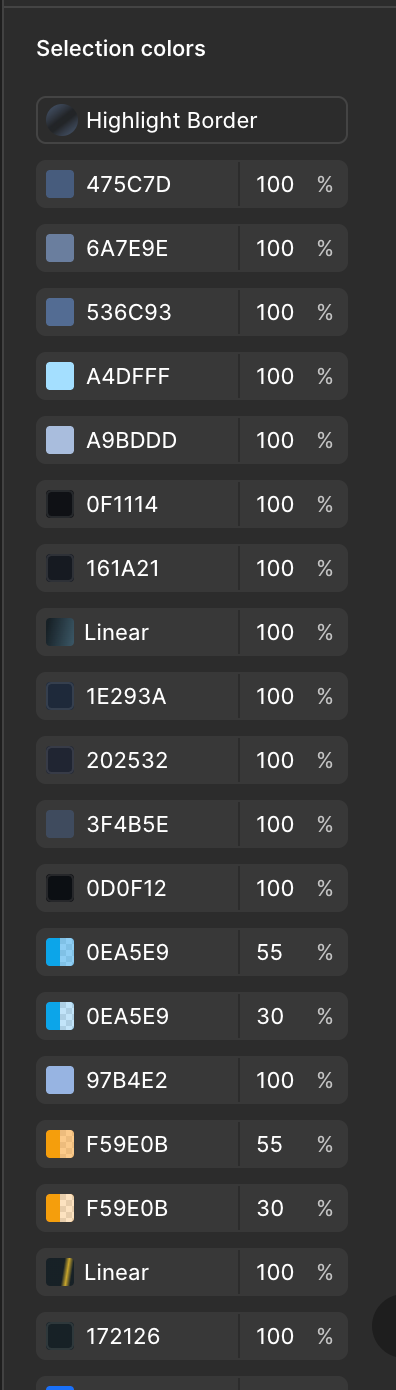 Selection colors
Highlight Border
475C7D 100 %
6A7E9E 100 %
536C93 100 %
A4DFFF 100 %
A9BDDD 100 %
0F1114 100 %
161A21 100 %
Linear 100 %
1E293A 100 %
202532 100 %
3F4B5E 100 %
0D0F12 100 %
0EA5E9 55 %
0EA5E9 30 %
97B4E2 100 %
F59E0B 55 %
F59E0B 30 %
Linear 100 %
172126 100 %